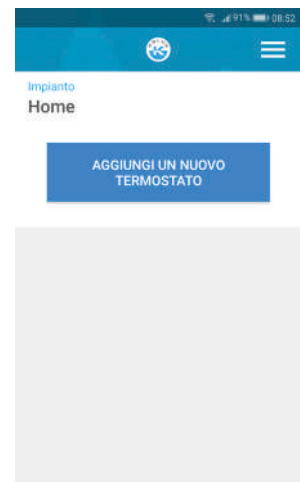 91% 08:52
Impianto
Home
AGGIUNGI UN NUOVO
TERMOSTATO